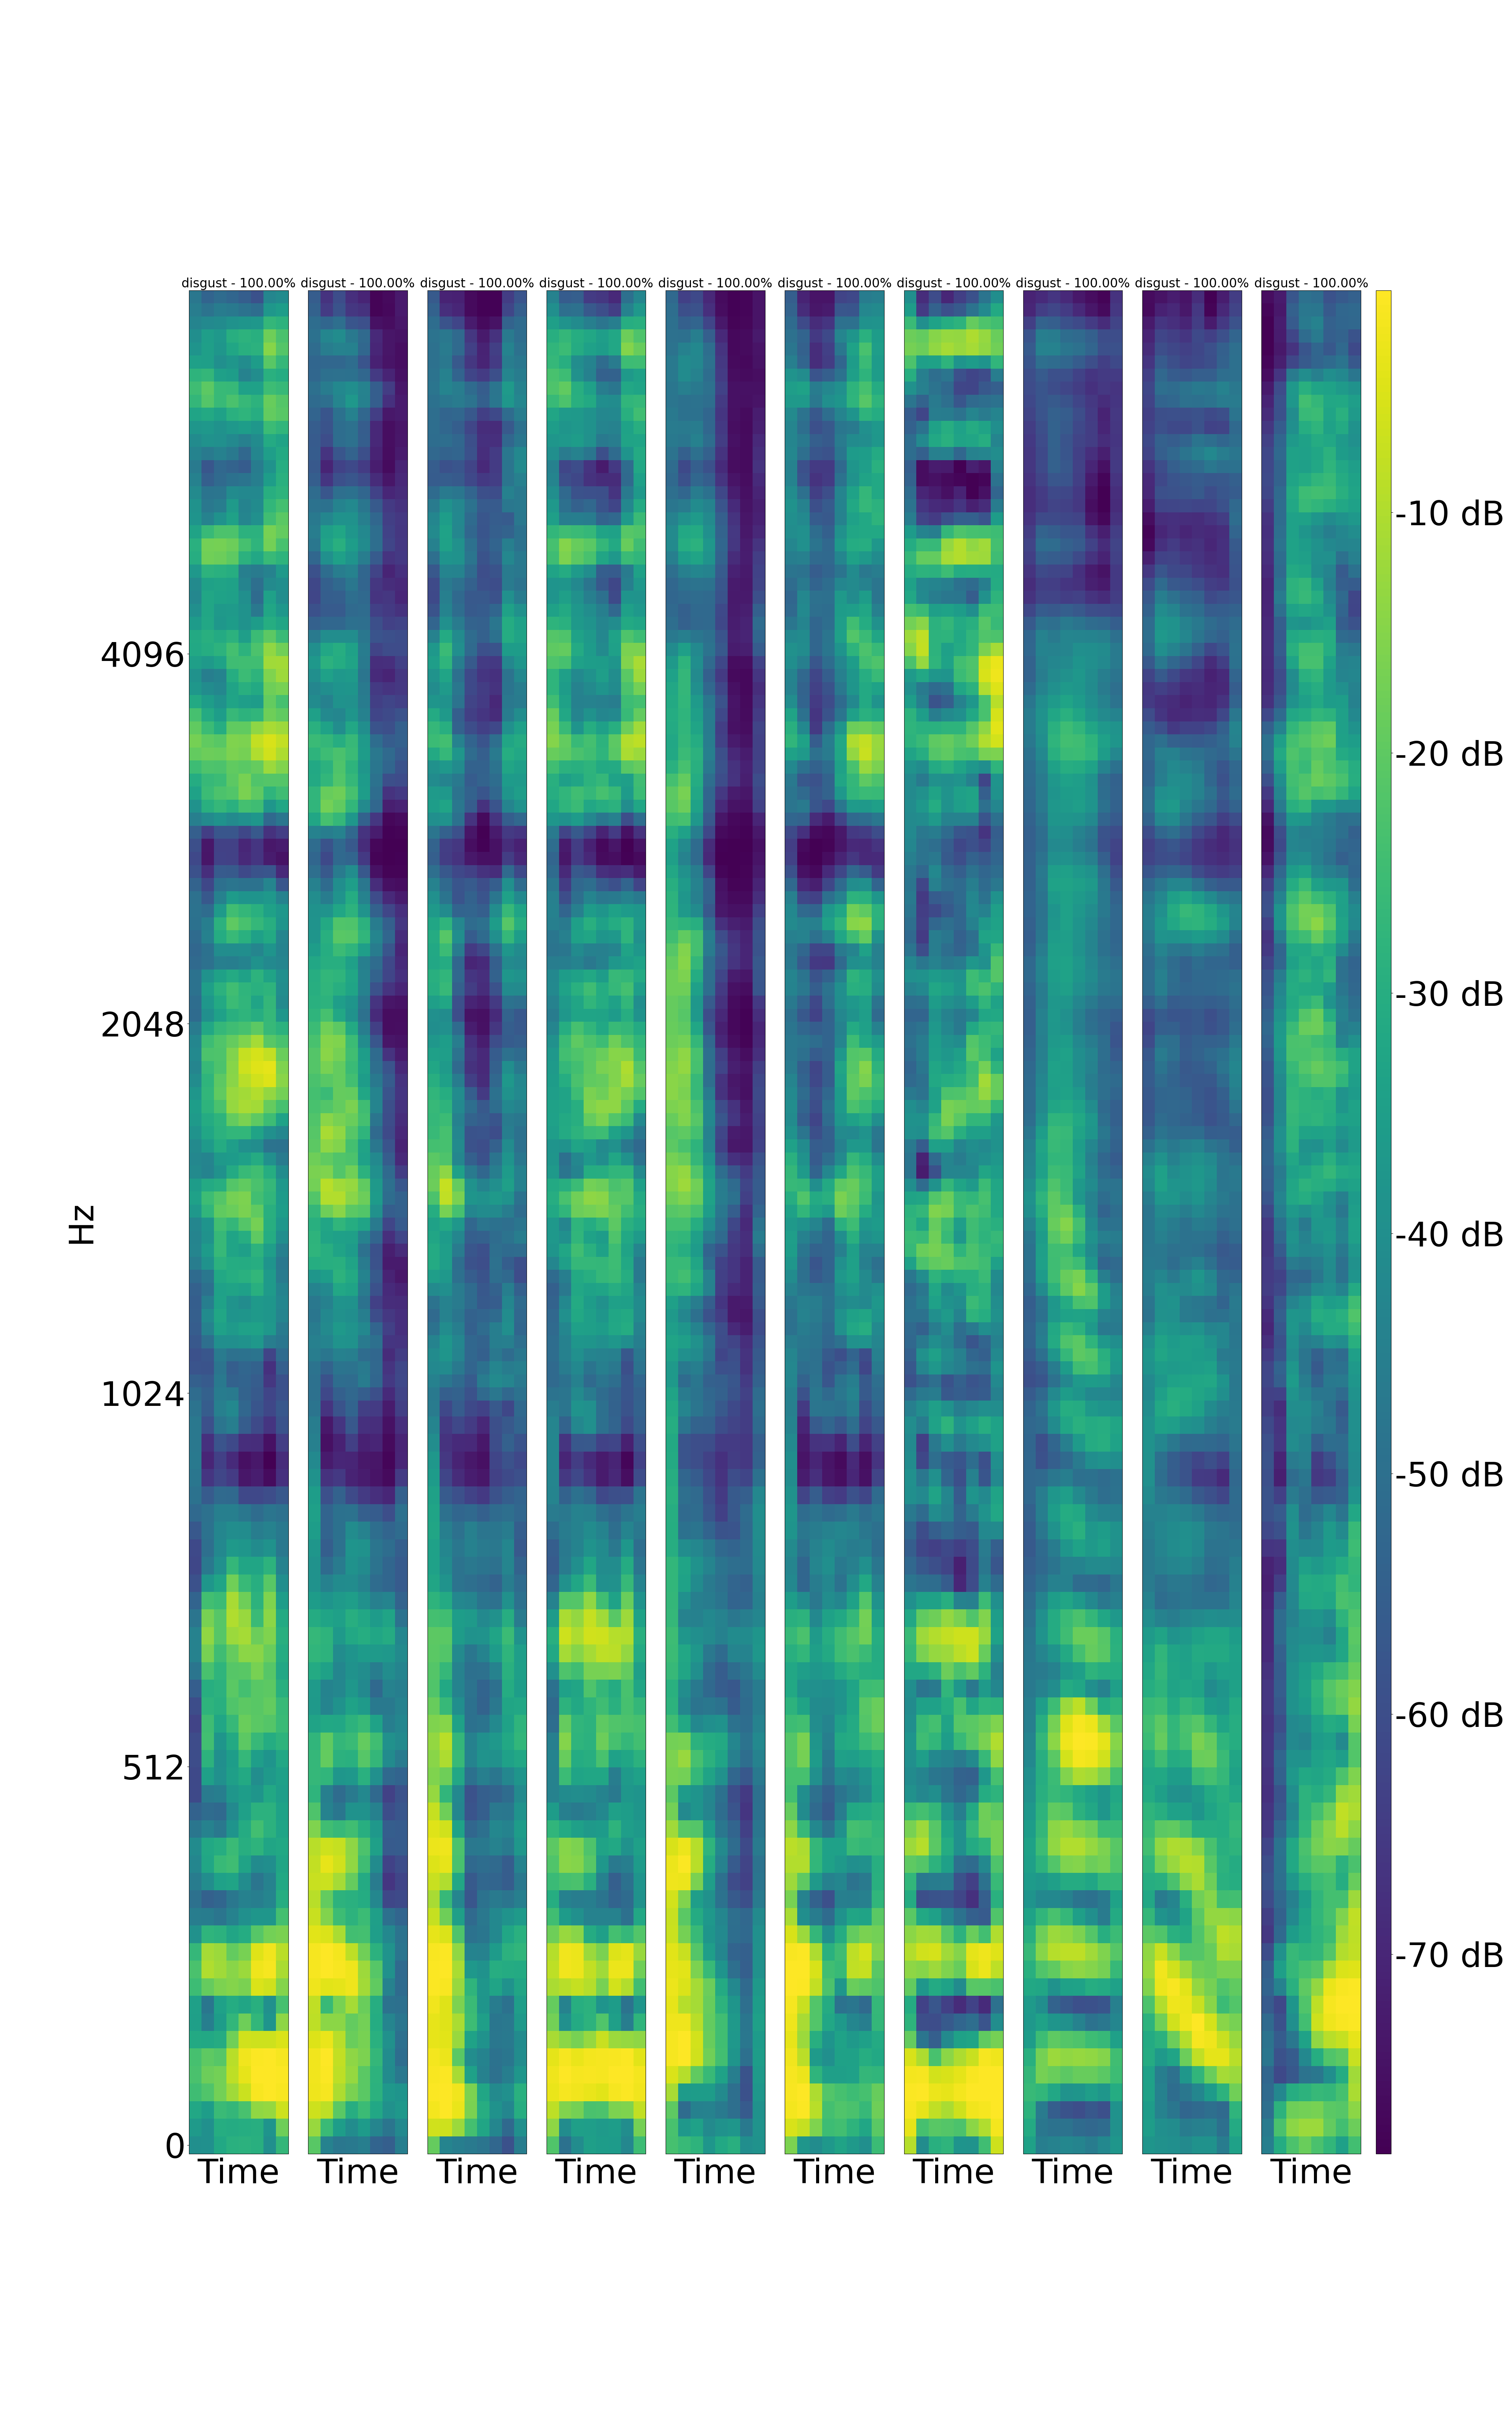 disgust - 100.00% disgust - 100.00% disgust - 100.00% disgust - 100.00% disgust - 100.00% disgust - 100.00% disgust - 100.00% disgust - 100.00% disgust - 100.00% disgust - 100.00%
-10 dB
4096
-20 dB
-30 dB
2048
Hz
-40 dB
1024
-50 dB
-60 dB
512
-70 dB
0
Time Time Time Time Time Time Time Time Time Time